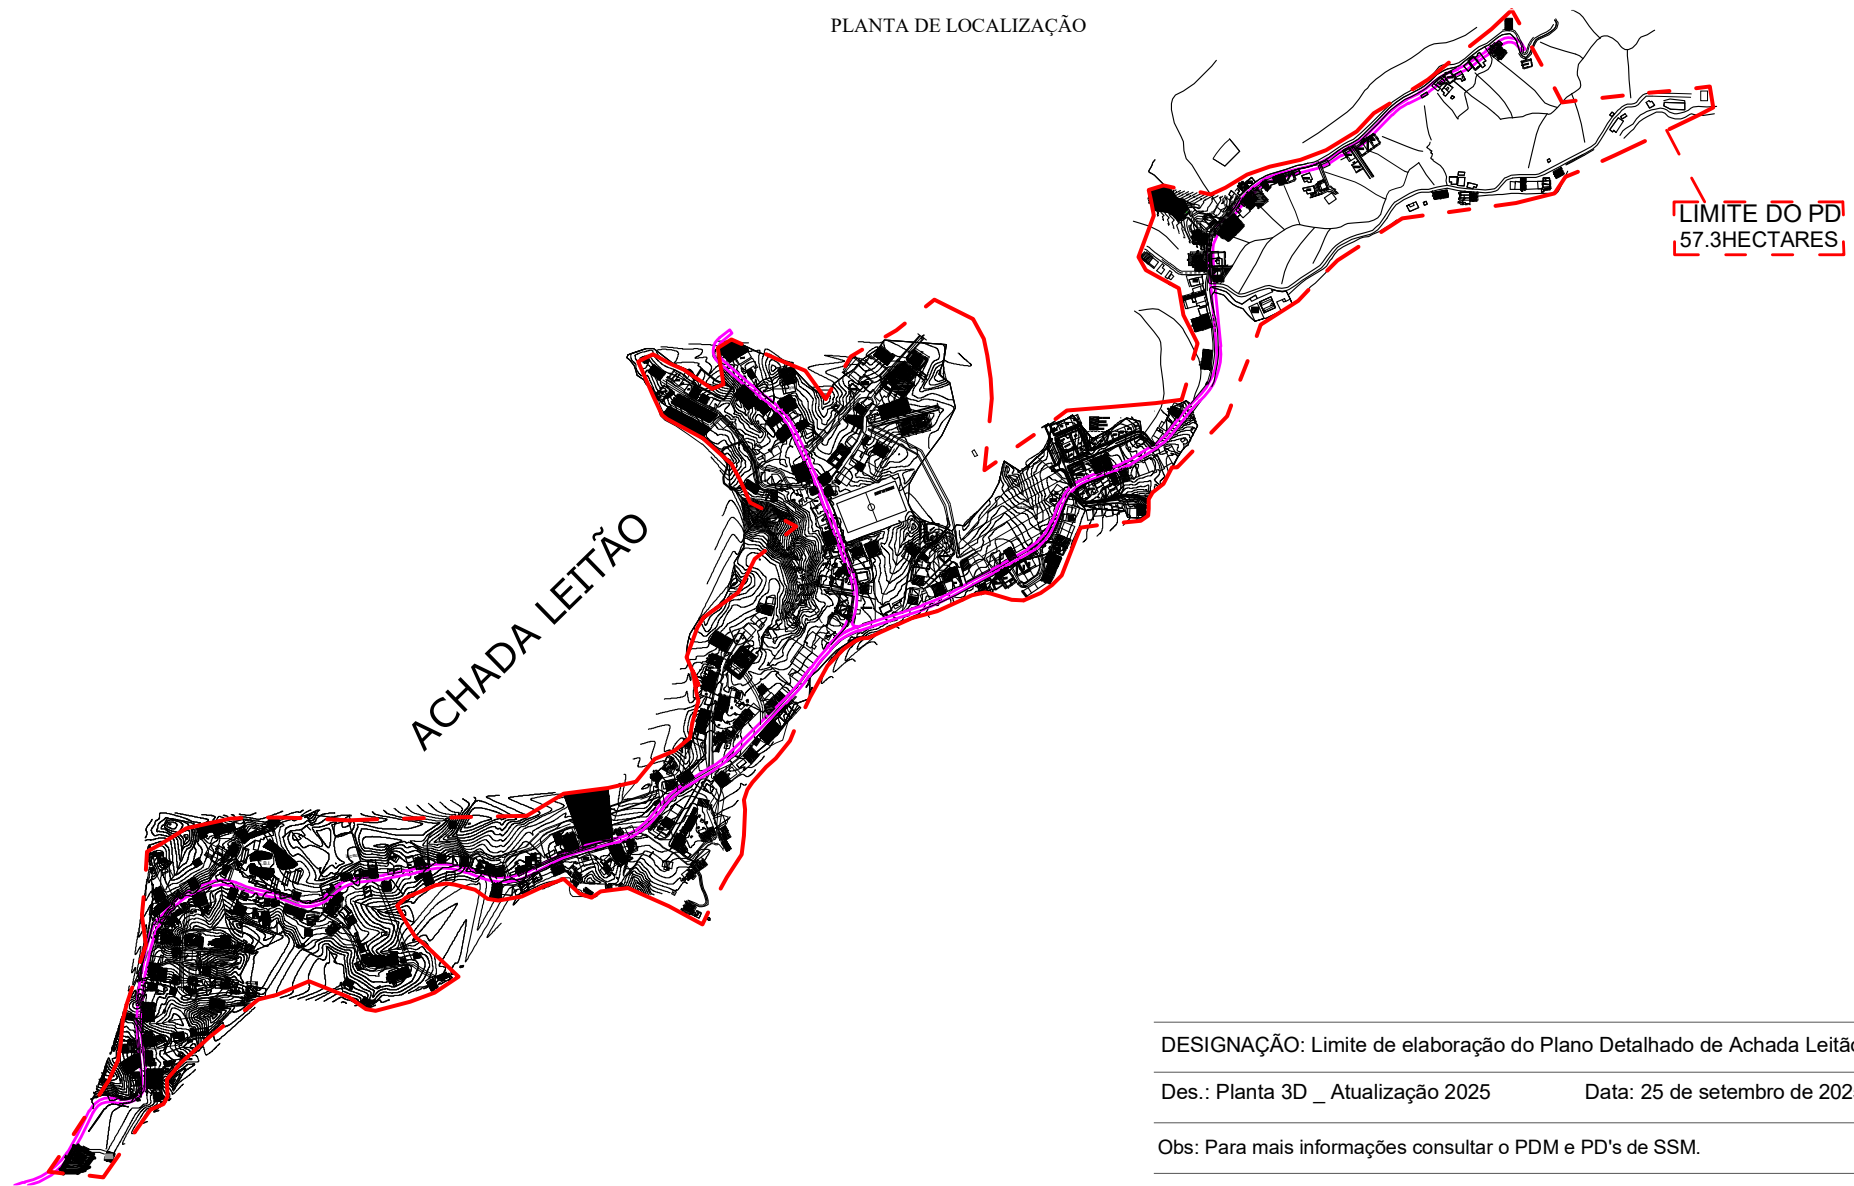 PLANTA DE LOCALIZAÇÃO
LIMITE DO PD
57.3HECTARES
ACHADA LEITÃO
DESIGNAÇÃO: Limite de elaboração do Plano Detalhado de Achada Leitão
Des.: Planta 3D _ Atualização 2025 Data: 25 de setembro de 202
Obs: Para mais informações consultar o PDM e PD's de SSM.